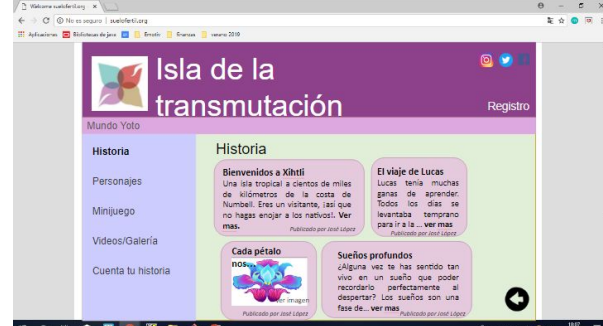 Welcome suelofertil.org
No es seguro | suelofertil.org
Aplicaciones Bibliotecas de java Emotiv finanzas verano 2019
Isla de la
transmutación
Registro
Mundo Yoto
Historia
Personajes
Minijuego
Videos/Galería
Cuenta tu historia
Historia
Bienvenidos a Xihtli
Una isla tropical a cientos de miles
de kilómetros de la costa de
Numbell. Eres un visitante, ¡así que
no hagas enojar a los nativos!. Ver
mas.
Publicado por José López
El viaje de Lucas
Lucas tenía muchas
ganas de aprender.
Todos los días se
levantaba temprano
para ir a la ... ver mas
Publicado por José López
Cada pétalo
nos...
ver imagen
Publicado por José López
Sueños profundos
¿Alguna vez te has sentido tan
vivo en un sueño que poder
recordarlo perfectamente al
despertar? Los sueños son una
fase de... ver mas
Publicado por José López
18:07